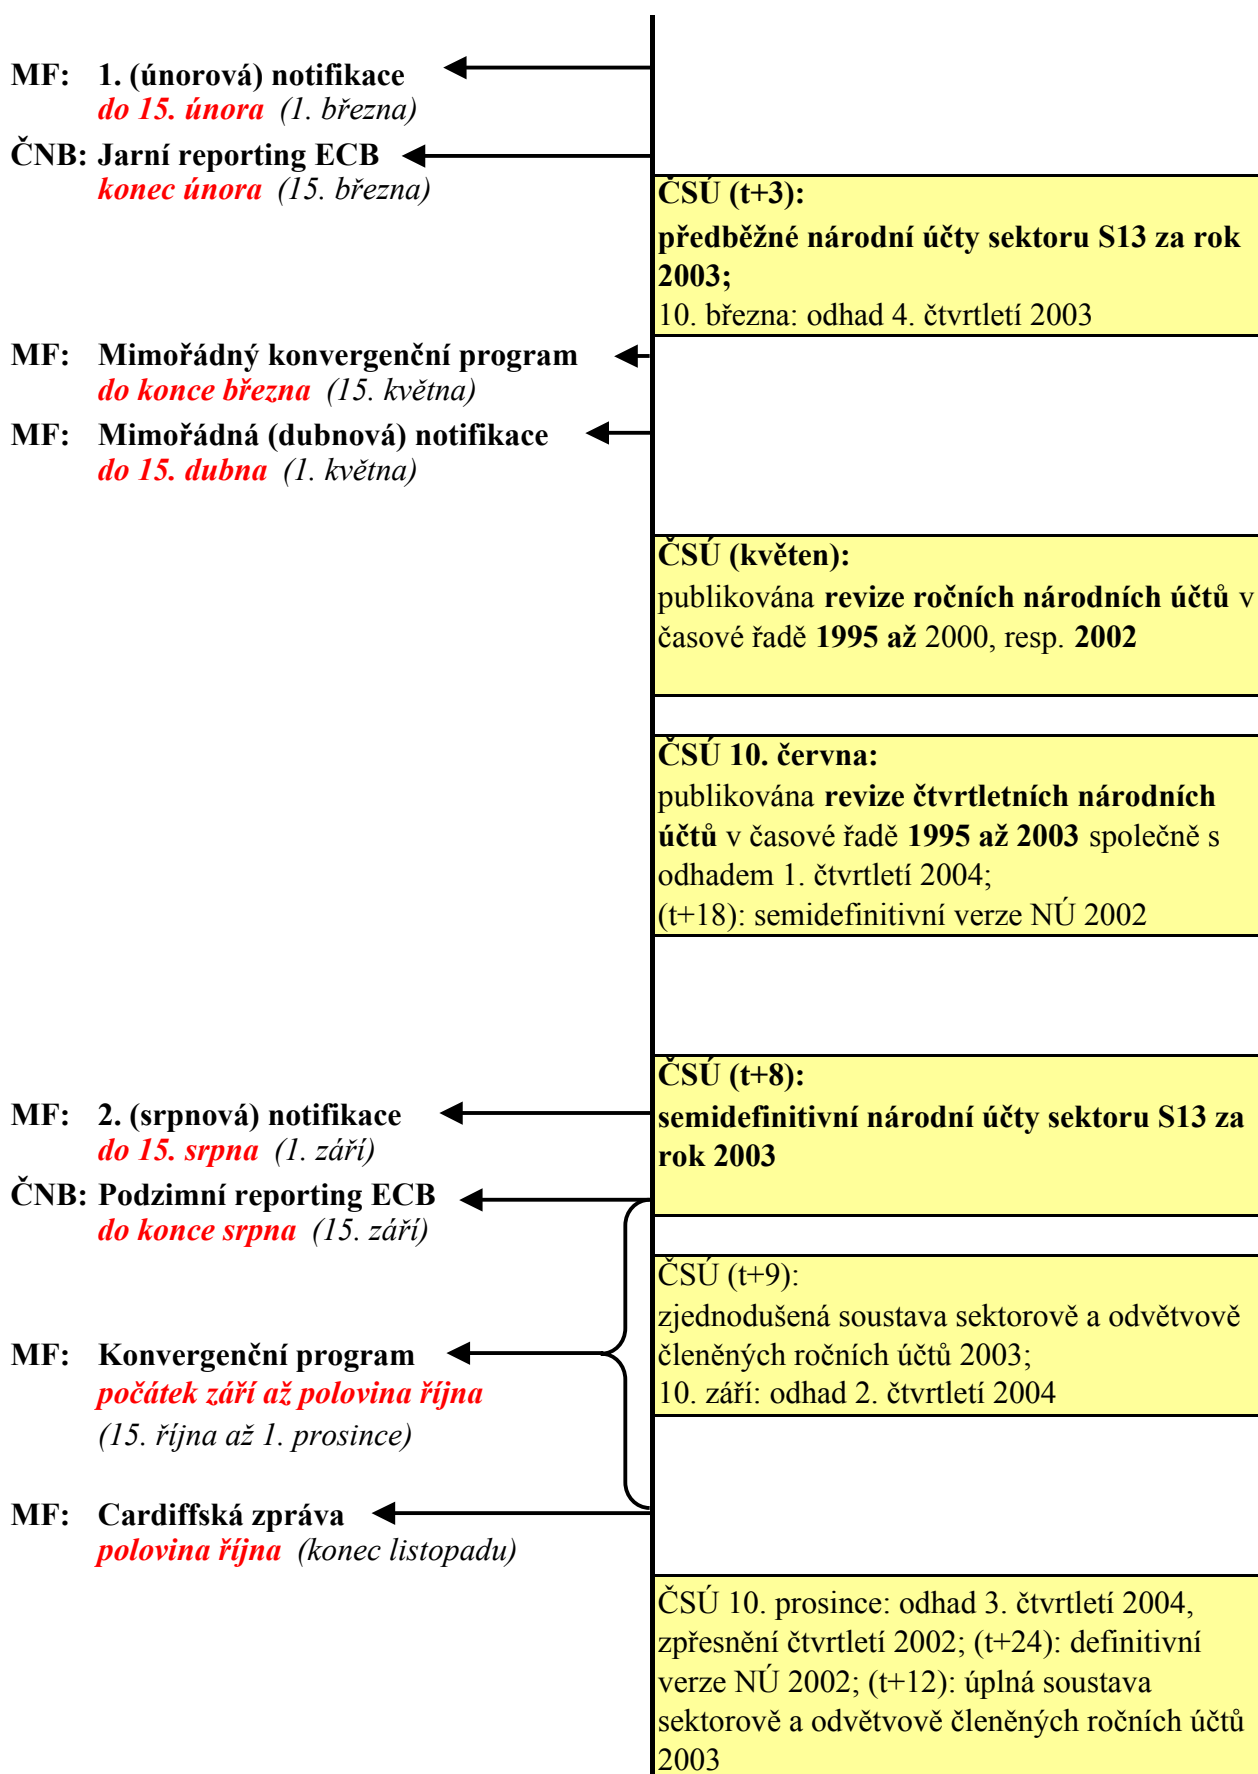 MF: 1. (únorová) notifikace
do 15. února (1. března)
ČNB: Jarní reporting ECB
konec února (15. března)
ČSÚ (t+3):
předběžné národní účty sektoru S13 za rok
2003;
10. března: odhad 4. čtvrtletí 2003
MF: Mimořádný konvergenční program
do konce března (15. května)
MF: Mimořádná (dubnová) notifikace
do 15. dubna (1. května)
ČSÚ (květen):
publikována revize ročních národních účtů v
časové řadě 1995 až 2000, resp. 2002
ČSÚ 10. června:
publikována revize čtvrtletních národních
účtů v časové řadě 1995 až 2003 společně s
odhadem 1. čtvrtletí 2004;
(t+18): semidefinitivní verze NÚ 2002
ČSÚ (t+8):
semidefinitivní národní účty sektoru S13 za
rok 2003
MF: 2. (srpnová) notifikace
do 15. srpna (1. září)
ČNB: Podzimní reporting ECB
do konce srpna (15. září)
ČSÚ (t+9):
zjednodušená soustava sektorově a odvětvově
členěných ročních účtů 2003;
10. září: odhad 2. čtvrtletí 2004
MF: Konvergenční program
počátek září až polovina října
(15. října až 1. prosince)
MF: Cardiffská zpráva
polovina října (konec listopadu)
ČSÚ 10. prosince: odhad 3. čtvrtletí 2004,
zpřesnění čtvrtletí 2002; (t+24): definitivní
verze NÚ 2002; (t+12): úplná soustava
sektorově a odvětvově členěných ročních účtů
2003